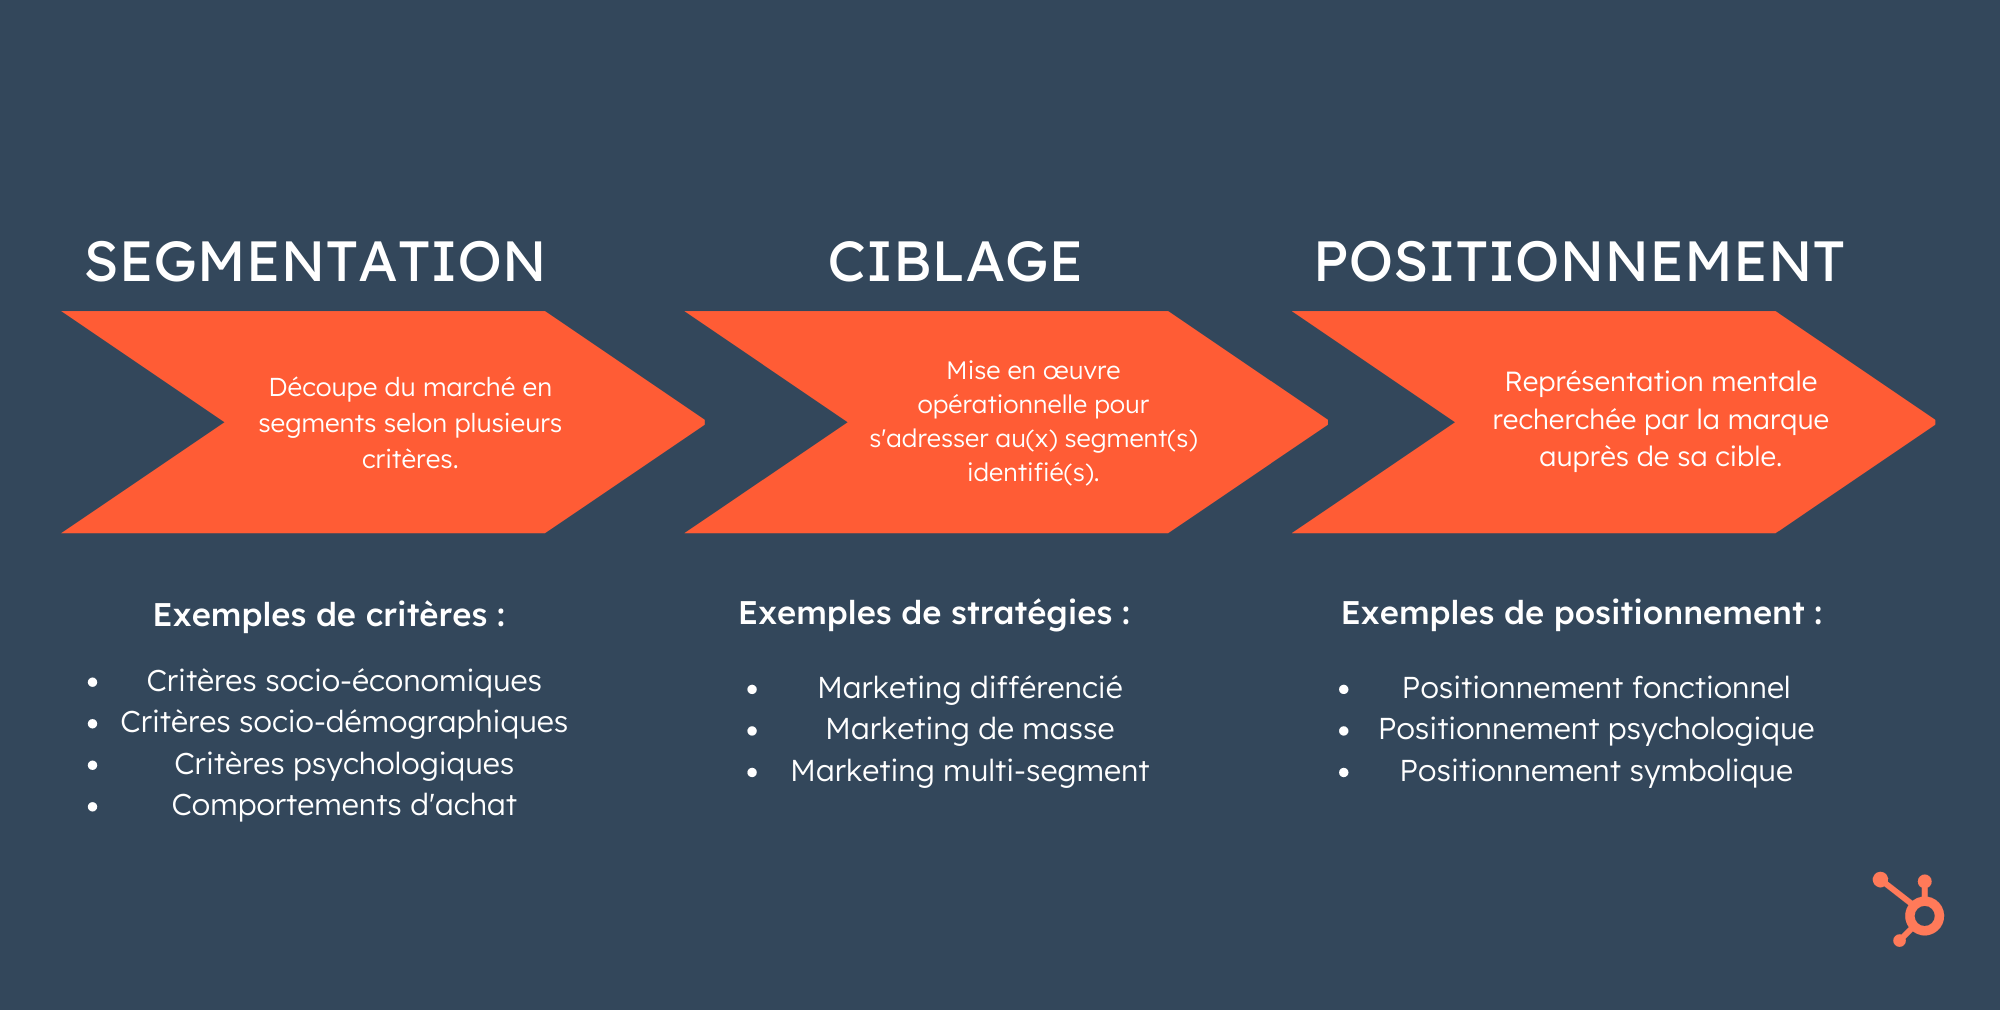 SEGMENTATION
Découpe du marché en
segments selon plusieurs
critères.
Exemples de critères :
• Critères socio-économiques
• Critères socio-démographiques
• Critères psychologiques
• Comportements d'achat
CIBLAGE
Mise en œuvre
opérationnelle pour
s'adresser au(x) segment(s)
identifié(s).
Exemples de stratégies :
• Marketing différencié
• Marketing de masse
• Marketing multi-segment
POSITIONNEMENT
Représentation mentale
recherchée par la marque
auprès de sa cible.
Exemples de positionnement :
• Positionnement fonctionnel
• Positionnement psychologique
• Positionnement symbolique